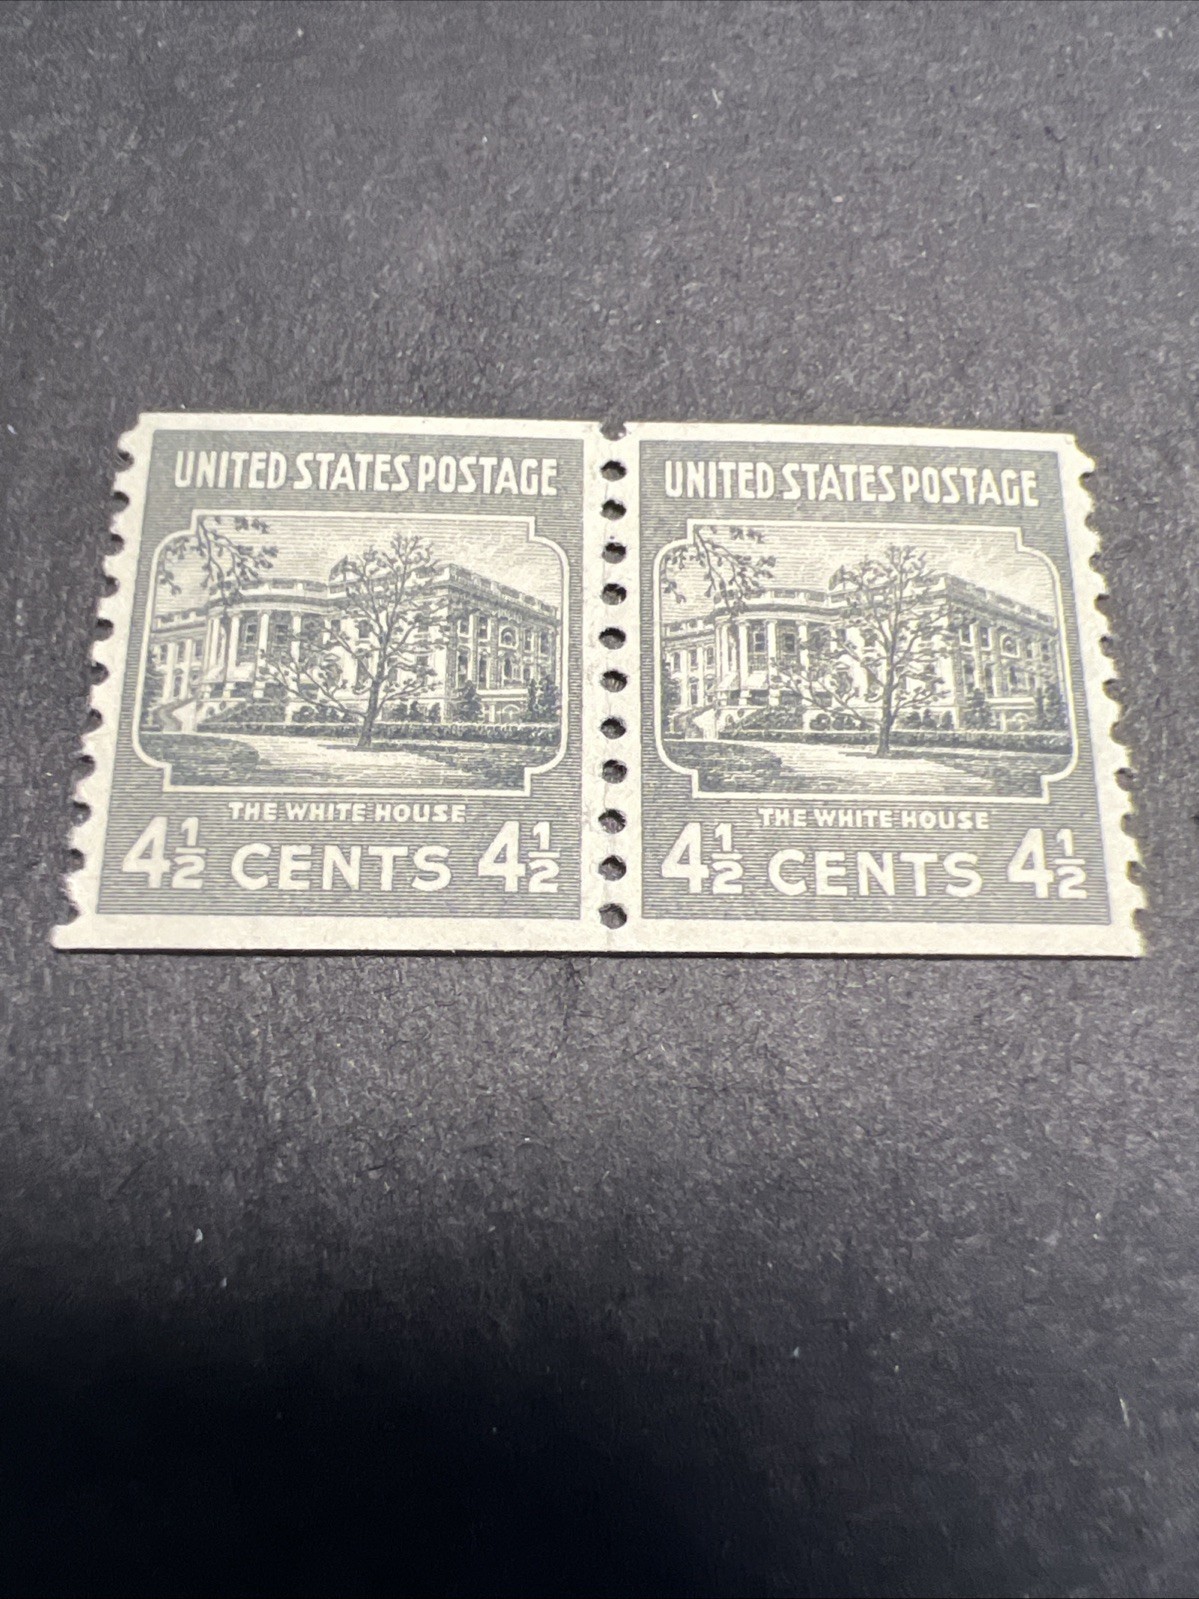 UNITED STATES POSTAGE
THE WHITE HOUSE
4½ CENTS 4½
UNITED STATES POSTAGE
THE WHITE HOUSE
4½ CENTS 4½